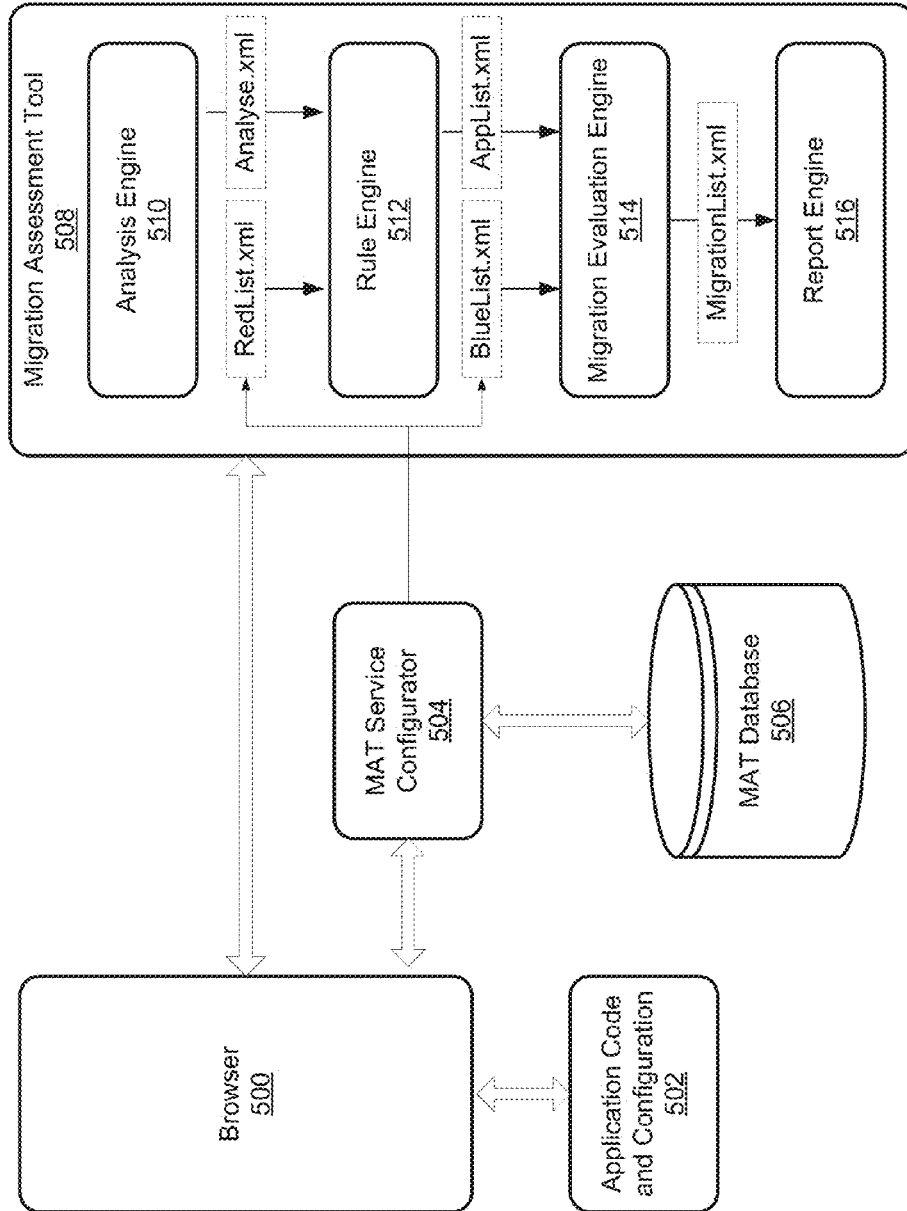 Browser
500
Application Code
and Configuration
502
MAT Service
Configurator
504
MAT Database
506
Migration Assessment Tool
508
Analysis Engine
510
RedList.xml
Analyse.xml
Rule Engine
512
BlueList.xml
AppList.xml
Migration Evaluation Engine
514
MigrationList.xml
Report Engine
516